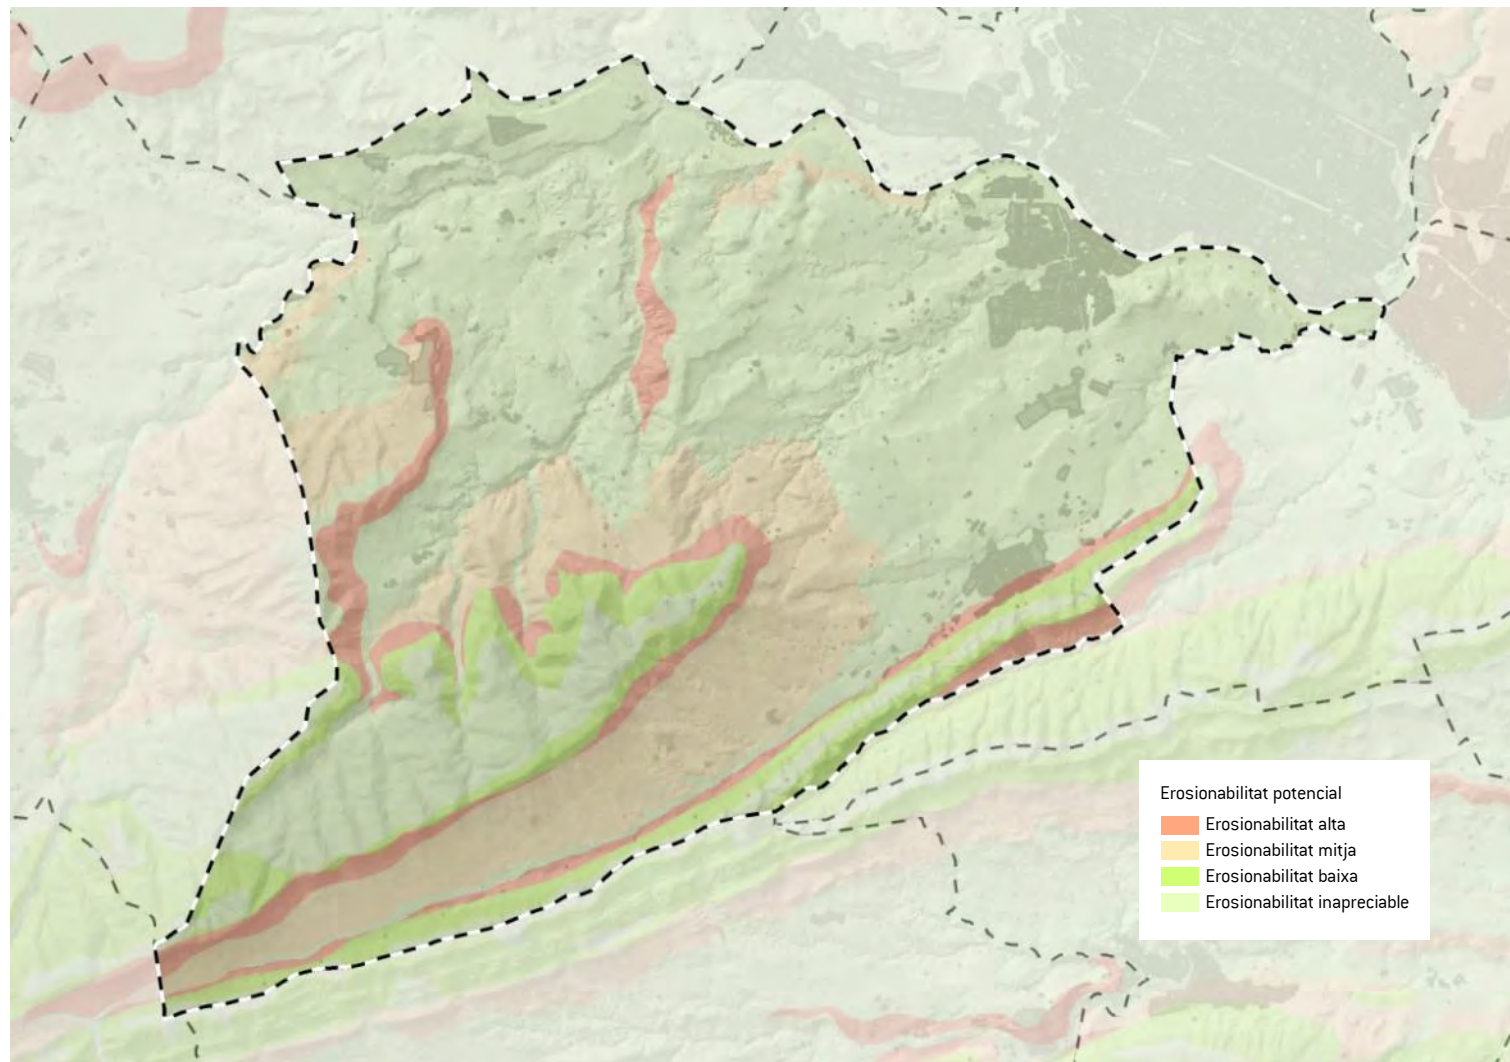 Erosionabilitat potencial
Erosionabilitat alta
Erosionabilitat mitja
Erosionabilitat baixa
Erosionabilitat inapreciable